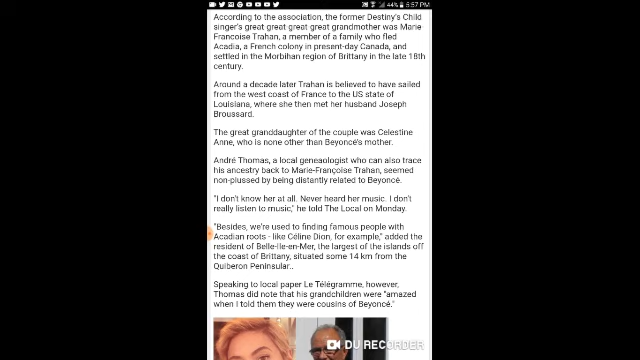 44% 5:57 PM
According to the association, the former Destiny's Child
singer's great great great great grandmother was Marie
Francoise Trahan, a member of a family who fled
Acadia, a French colony in present-day Canada, and
settled in the Morbihan region of Brittany in the late 18th
century.
Around a decade later Trahan is believed to have sailed
from the west coast of France to the US state of
Louisiana, where she then met her husband Joseph
Broussard.
The great granddaughter of the couple was Celestine
Anne, who is none other than Beyoncé's mother.
André Thomas, a local geneaologist who can also trace
his ancestry back to Marie-Françoise Trahan, seemed
non-plussed by being distantly related to Beyoncé.
"I don't know her at all. Never heard her music. I don't
really listen to music," he told The Local on Monday.
"Besides, we're used to finding famous people with
Acadian roots - like Céline Dion, for example," added the
resident of Belle-Ile-en-Mer, the largest of the islands off
the coast of Brittany, situated some 14 km from the
Quiberon Peninsular..
Speaking to local paper Le Télégramme, however,
Thomas did note that his grandchildren were "amazed
when I told them they were cousins of Beyoncé."
DU RECORDER